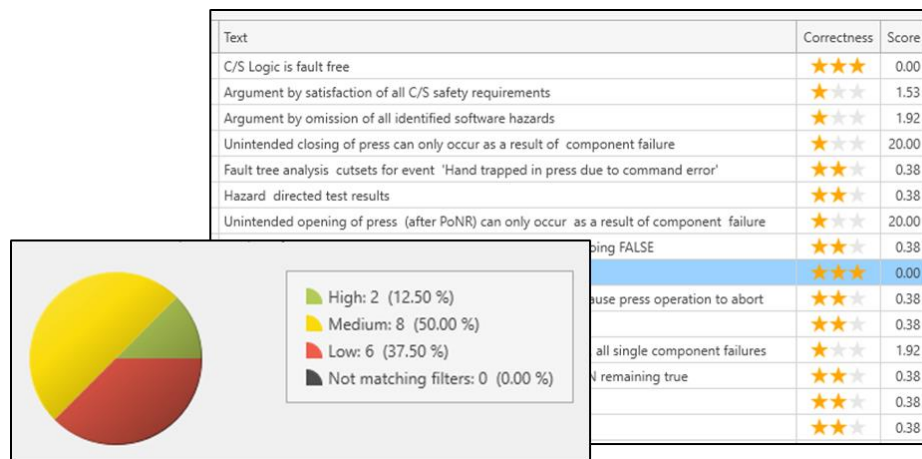 Text Correctness Score
C/S Logic is fault free 0.00
Argument by satisfaction of all C/S safety requirements 1.53
Argument by omission of all identified software hazards 1.92
Unintended closing of press can only occur as a result of component failure 20.00
Fault tree analysis cutsets for event 'Hand trapped in press due to command error' 0.38
Hazard directed test results 0.38
Unintended opening of press (after PoNR) can only occur as a result of component failure 20.00
FALSE 0.38
0.00
press operation to abort 0.38
0.38
all single component failures 1.92
remaining true 0.38
0.38
0.38
High: 2 (12.50 %)
Medium: 8 (50.00 %)
Low: 6 (37.50 %)
Not matching filters: 0 (0.00 %)